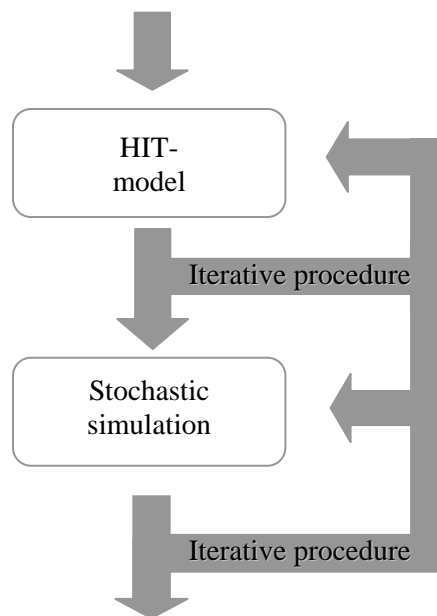 HIT-
model
Iterative procedure
Stochastic
simulation
Iterative procedure